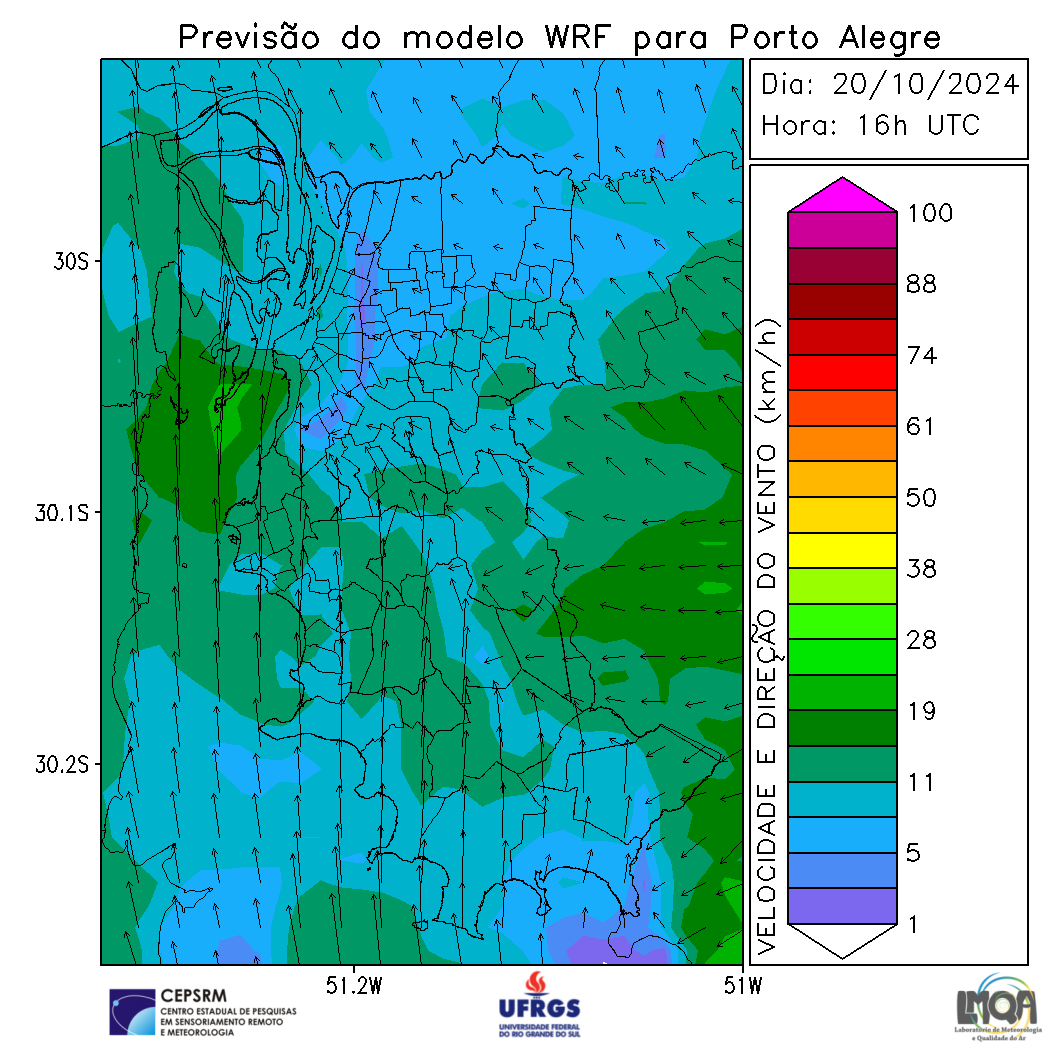 Previsão do modelo WRF para Porto Alegre
Dia: 20/10/2024
Hora: 16h UTC
30S
30.1S
30.2S
51.2W
51W
VELOCIDADE E DIREÇÃO DO VENTO (km/h)
100
88
74
61
50
38
28
19
11
5
1
CEPSRM
CENTRO ESTADUAL DE PESQUISAS
EM SENSORIAMENTO REMOTO
E METEOROLOGIA
UFRGS
UNIVERSIDADE FEDERAL
DO RIO GRANDE DO SUL
LMQA
Laboratório de Meteorologia
e Qualidade do Ar